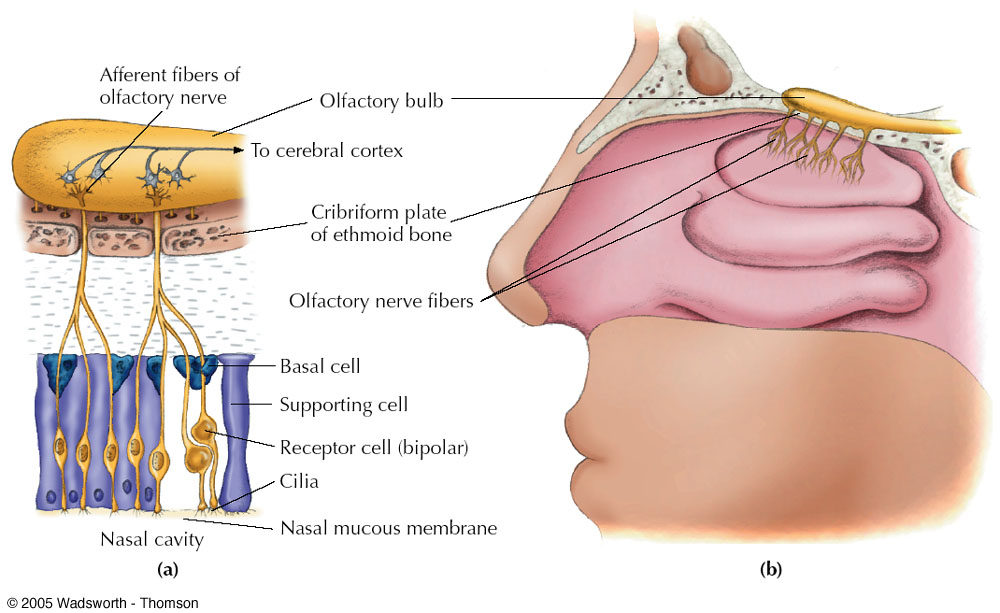 Afferent fibers of
olfactory nerve
Olfactory bulb
To cerebral cortex
Cribriform plate
of ethmoid bone
Olfactory nerve fibers
Basal cell
Supporting cell
Receptor cell (bipolar)
Cilia
Nasal mucous membrane
Nasal cavity
(a)
(b)
© 2005 Wadsworth - Thomson